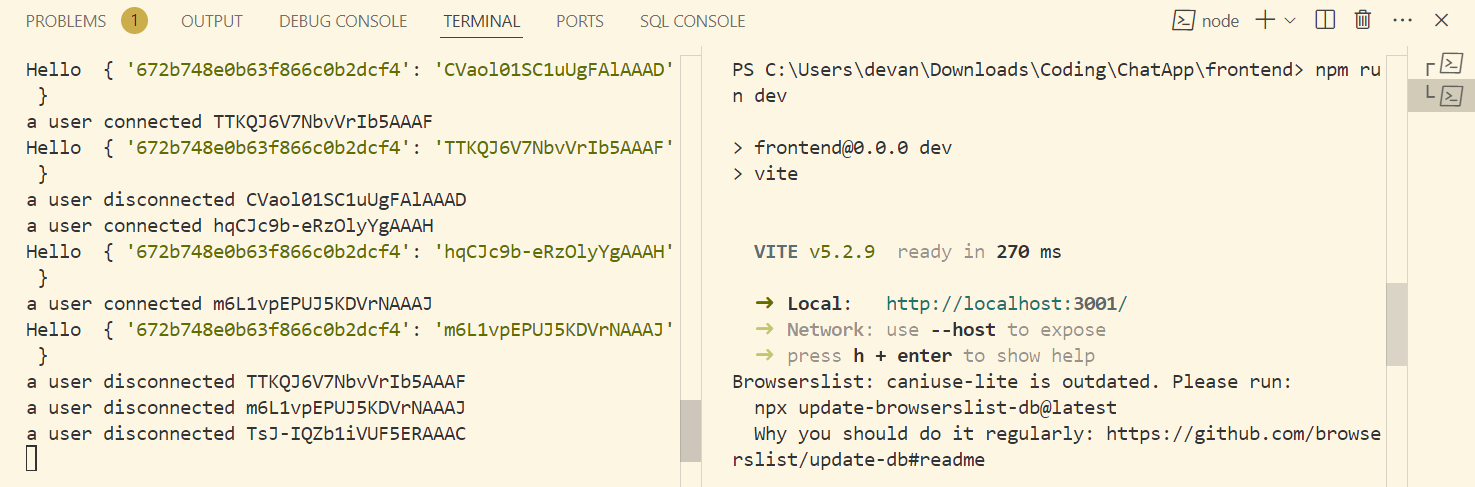 PROBLEMS 1 OUTPUT DEBUG CONSOLE TERMINAL PORTS SQL CONSOLE node
Hello  { '672b748e0b63f866c0b2dcf4': 'CVaol01SC1uUgFAlAAAD'
 }
a user connected TTKQJ6V7NbvVrIb5AAAF
Hello  { '672b748e0b63f866c0b2dcf4': 'TTKQJ6V7NbvVrIb5AAAF'
 }
a user disconnected CVaol01SC1uUgFAlAAAD
a user connected hqCJc9b-eRzOlyYgAAAH
Hello  { '672b748e0b63f866c0b2dcf4': 'hqCJc9b-eRzOlyYgAAAH'
 }
a user connected m6L1vpEPUJ5KDVrNAAAJ
Hello  { '672b748e0b63f866c0b2dcf4': 'm6L1vpEPUJ5KDVrNAAAJ'
 }
a user disconnected TTKQJ6V7NbvVrIb5AAAF
a user disconnected m6L1vpEPUJ5KDVrNAAAJ
a user disconnected TsJ-IQZb1iVUF5ERAAAC
PS C:\Users\devan\Downloads\Coding\ChatApp\frontend> npm ru
n dev
> frontend@0.0.0 dev
> vite
VITE v5.2.9  ready in 270 ms
➜ Local:   http://localhost:3001/
➜ Network: use --host to expose
➜ press h + enter to show help
Browserslist: caniuse-lite is outdated. Please run:
  npx update-browserslist-db@latest
  Why you should do it regularly: https://github.com/browse
rslist/update-db#readme